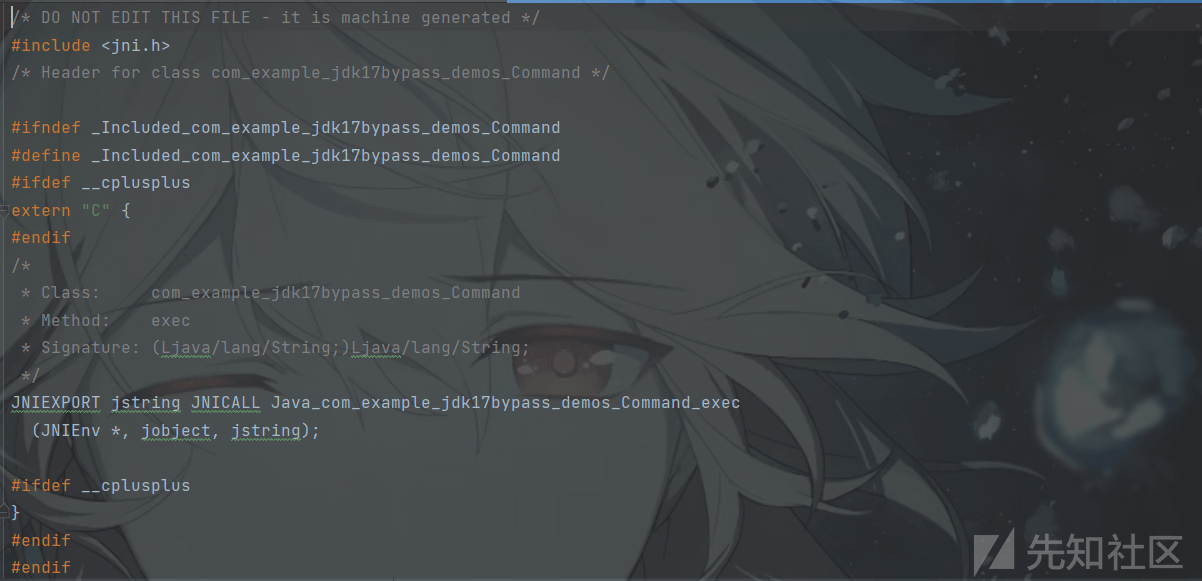 /* DO NOT EDIT THIS FILE - it is machine generated */
#include <jni.h>
/* Header for class com_example_jdk17bypass_demos_Command */
#ifndef _Included_com_example_jdk17bypass_demos_Command
#define _Included_com_example_jdk17bypass_demos_Command
#ifdef __cplusplus
extern "C" {
#endif
/*
 * Class:     com_example_jdk17bypass_demos_Command
 * Method:    exec
 * Signature: (Ljava/lang/String;)Ljava/lang/String;
 */
JNIEXPORT jstring JNICALL Java_com_example_jdk17bypass_demos_Command_exec
  (JNIEnv *, jobject, jstring);
#ifdef __cplusplus
}
#endif
#endif
先知社区